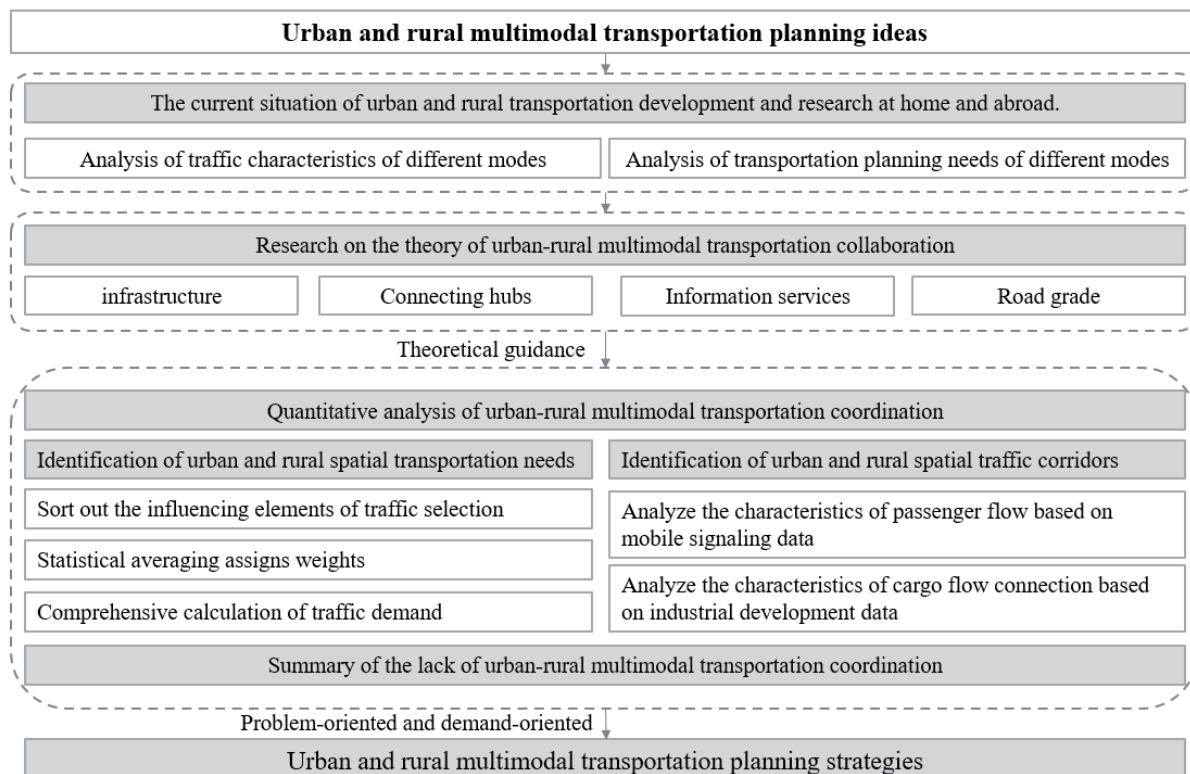 Urban and rural multimodal transportation planning ideas
The current situation of urban and rural transportation development and research at home and abroad.
Analysis of traffic characteristics of different modes
Analysis of transportation planning needs of different modes
Research on the theory of urban-rural multimodal transportation collaboration
infrastructure
Connecting hubs
Information services
Road grade
Theoretical guidance
Quantitative analysis of urban-rural multimodal transportation coordination
Identification of urban and rural spatial transportation needs
Sort out the influencing elements of traffic selection
Statistical averaging assigns weights
Comprehensive calculation of traffic demand
Identification of urban and rural spatial traffic corridors
Analyze the characteristics of passenger flow based on
mobile signaling data
Analyze the characteristics of cargo flow connection based
on industrial development data
Summary of the lack of urban-rural multimodal transportation coordination
Problem-oriented and demand-oriented
Urban and rural multimodal transportation planning strategies